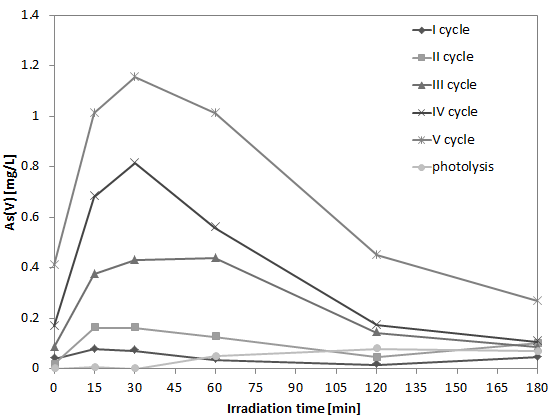 1.4
1.2
1
0.8
0.6
0.4
0.2
0
As(V) [mg/L]
I cycle
II cycle
III cycle
IV cycle
V cycle
photolysis
0 15 30 45 60 75 90 105 120 135 150 165 180
Irradiation time [min]